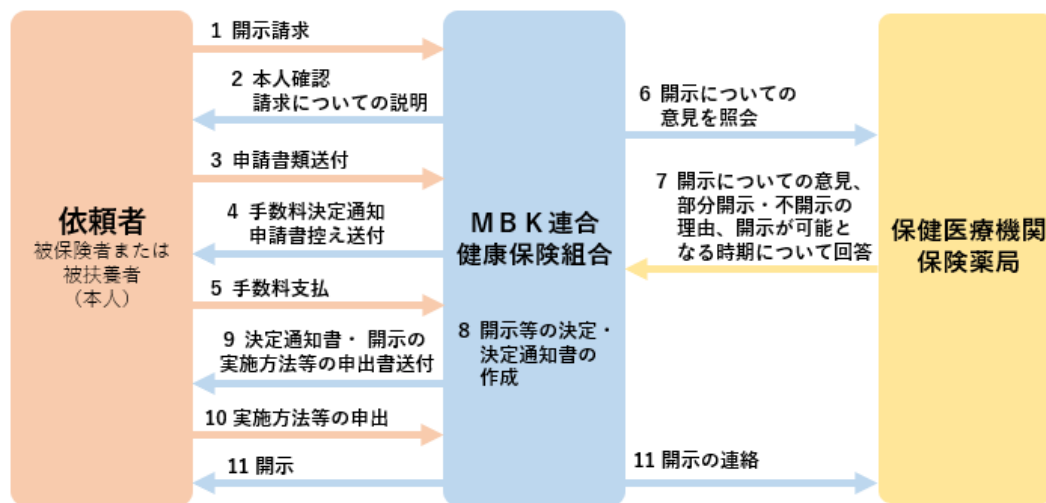 1 開示請求
2 本人確認
請求についての説明
3 申請書類送付
4 手数料決定通知
申請書控え送付
5 手数料支払
9 決定通知書・ 開示の
実施方法等の申出書送付
10 実施方法等の申出
11 開示
依頼者
被保険者または
被扶養者
（本人）
ＭＢＫ連合
健康保険組合
8 開示等の決定・
決定通知書の
作成
6 開示についての
意見を照会
7 開示についての意見、
部分開示・不開示の
理由、開示が可能と
なる時期について回答
11 開示の連絡
保健医療機関
保険薬局